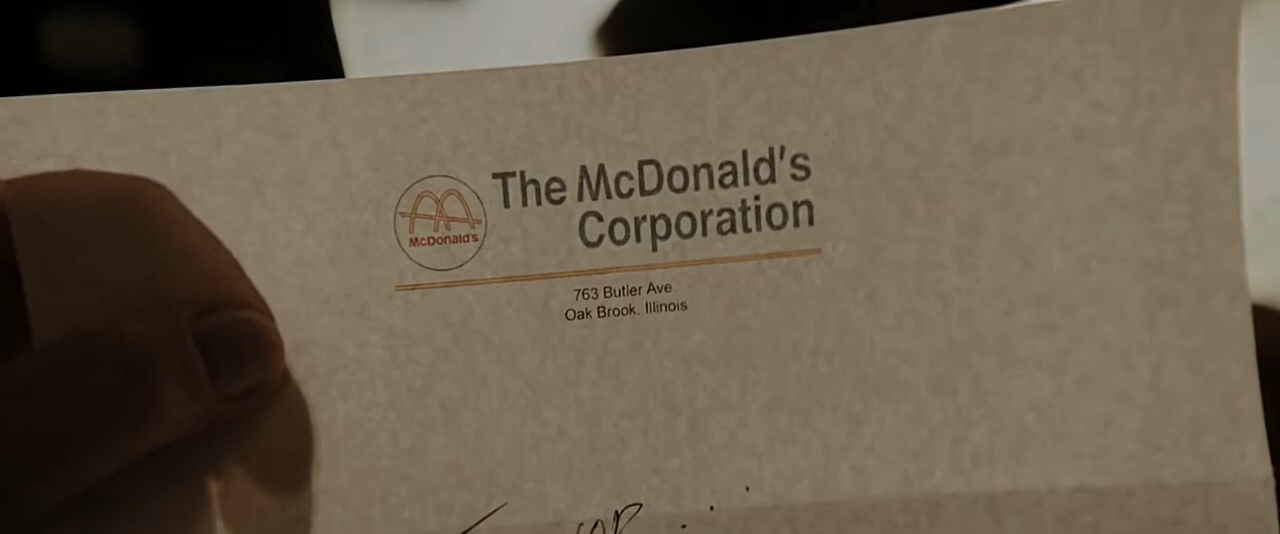 The McDonald's
Corporation
McDonald's
763 Butler Ave
Oak Brook, Illinois